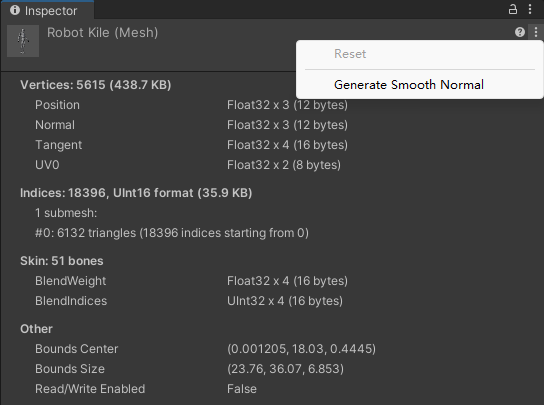 Inspector
Robot Kile (Mesh)
Reset
Generate Smooth Normal
Vertices: 5615 (438.7 KB)
Position Float32 x 3 (12 bytes)
Normal Float32 x 3 (12 bytes)
Tangent Float32 x 4 (16 bytes)
UV0 Float32 x 2 (8 bytes)
Indices: 18396, UInt16 format (35.9 KB)
1 submesh:
#0: 6132 triangles (18396 indices starting from 0)
Skin: 51 bones
BlendWeight Float32 x 4 (16 bytes)
BlendIndices UInt32 x 4 (16 bytes)
Other
Bounds Center (0.001205, 18.03, 0.4445)
Bounds Size (23.76, 36.07, 6.853)
Read/Write Enabled False